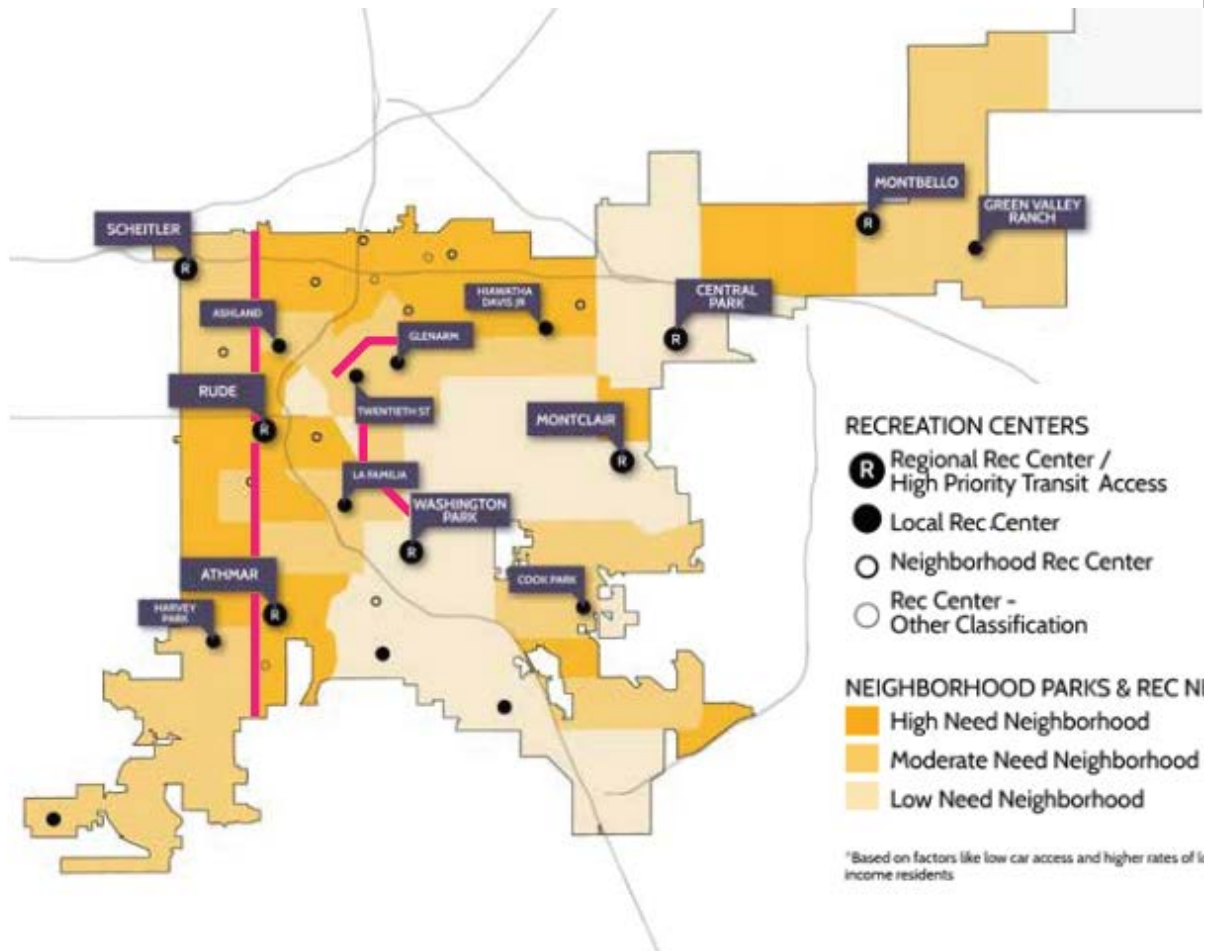 MONTBELLO
GREEN VALLEY
RANCH
SCHEITLER
R
R
HIAWATHA
DAVIS JR
CENTRAL
PARK
ASHLAND
GLENARM
R
RUDE
TWENTIETH ST
MONTCLAIR
R
R
LA FAMILIA
WASHINGTON
PARK
R
ATHMAR
COOK PARK
HARVEY
PARK
R
RECREATION CENTERS
R Regional Rec Center /
High Priority Transit Access
Local Rec Center
Neighborhood Rec Center
Rec Center -
Other Classification
NEIGHBORHOOD PARKS & REC
High Need Neighborhood
Moderate Need Neighborhood
Low Need Neighborhood
*Based on factors like low car access and higher rates of
income residents